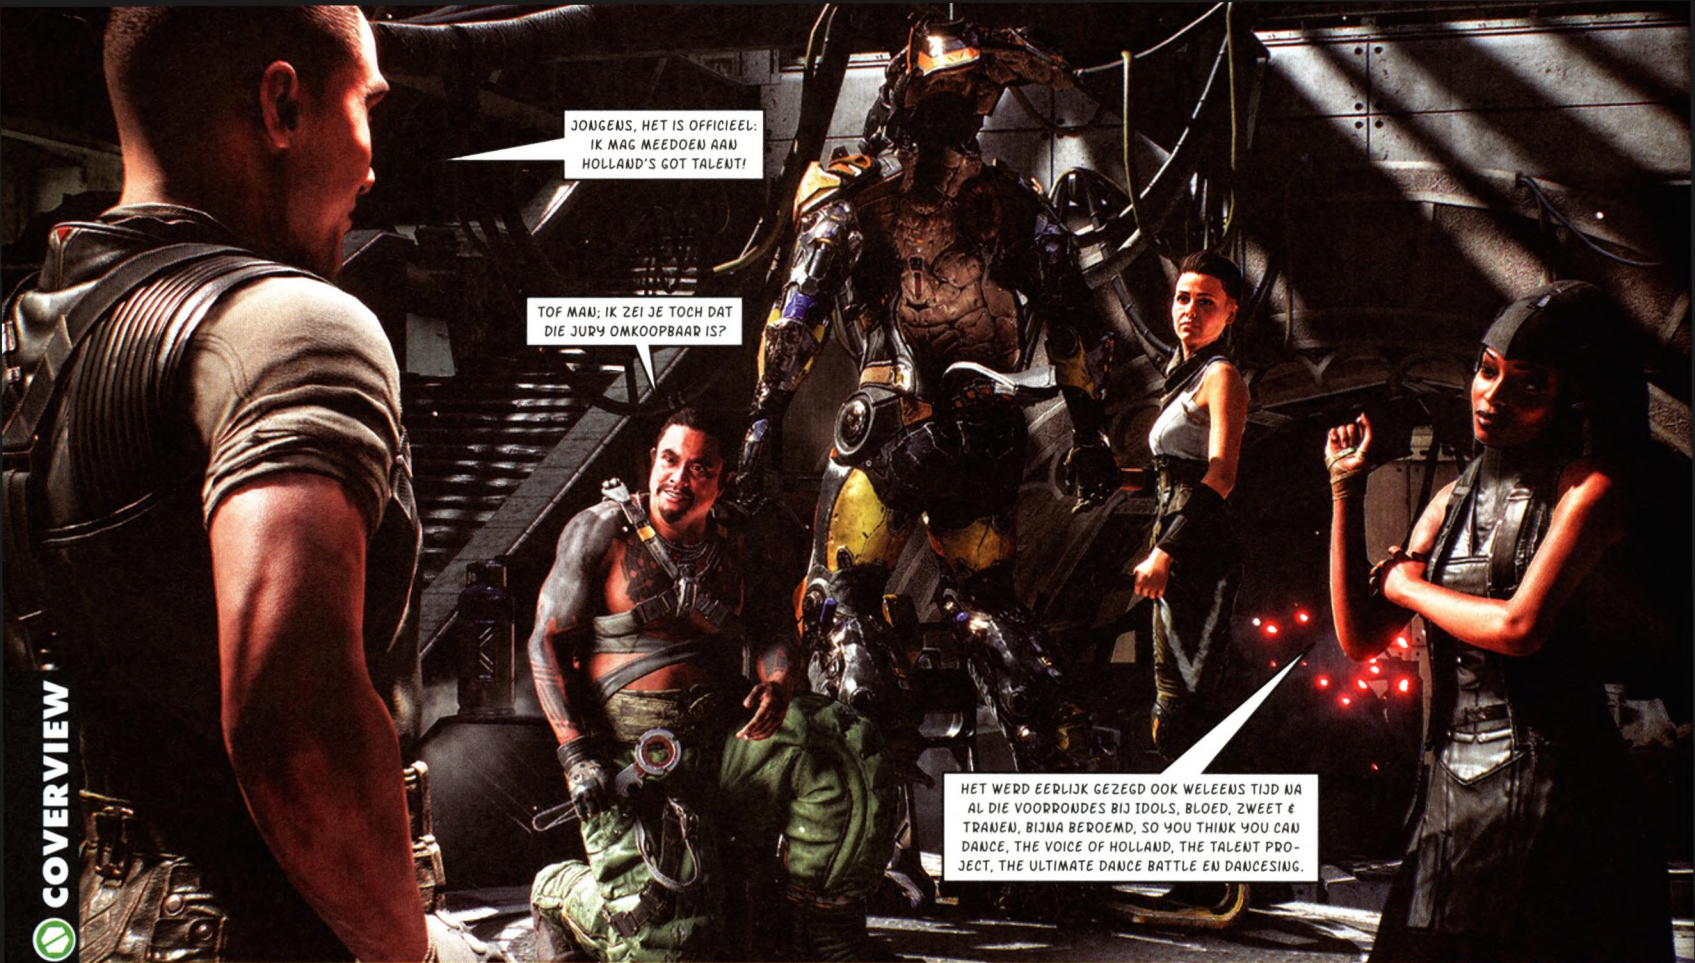 JONGENS, HET IS OFFICIEEL:
IK MAG MEEDOEN AAN
HOLLAND'S GOT TALENT!
TOF MAN; IK ZEI JE TOCH DAT
DIE JURY OMKOOPBAAR IS?
HET WERD EERLIJK GEZEGD OOK WELEENS TIJD NA
AL DIE VOORRONDES BIJ IDOLS, BLOED, ZWEET &
TRANEN, BIJNA BEROEMD, SO YOU THINK YOU CAN
DANCE, THE VOICE OF HOLLAND, THE TALENT PRO-
JECT, THE ULTIMATE DANCE BATTLE EN DANCESING.
COVERVIEW